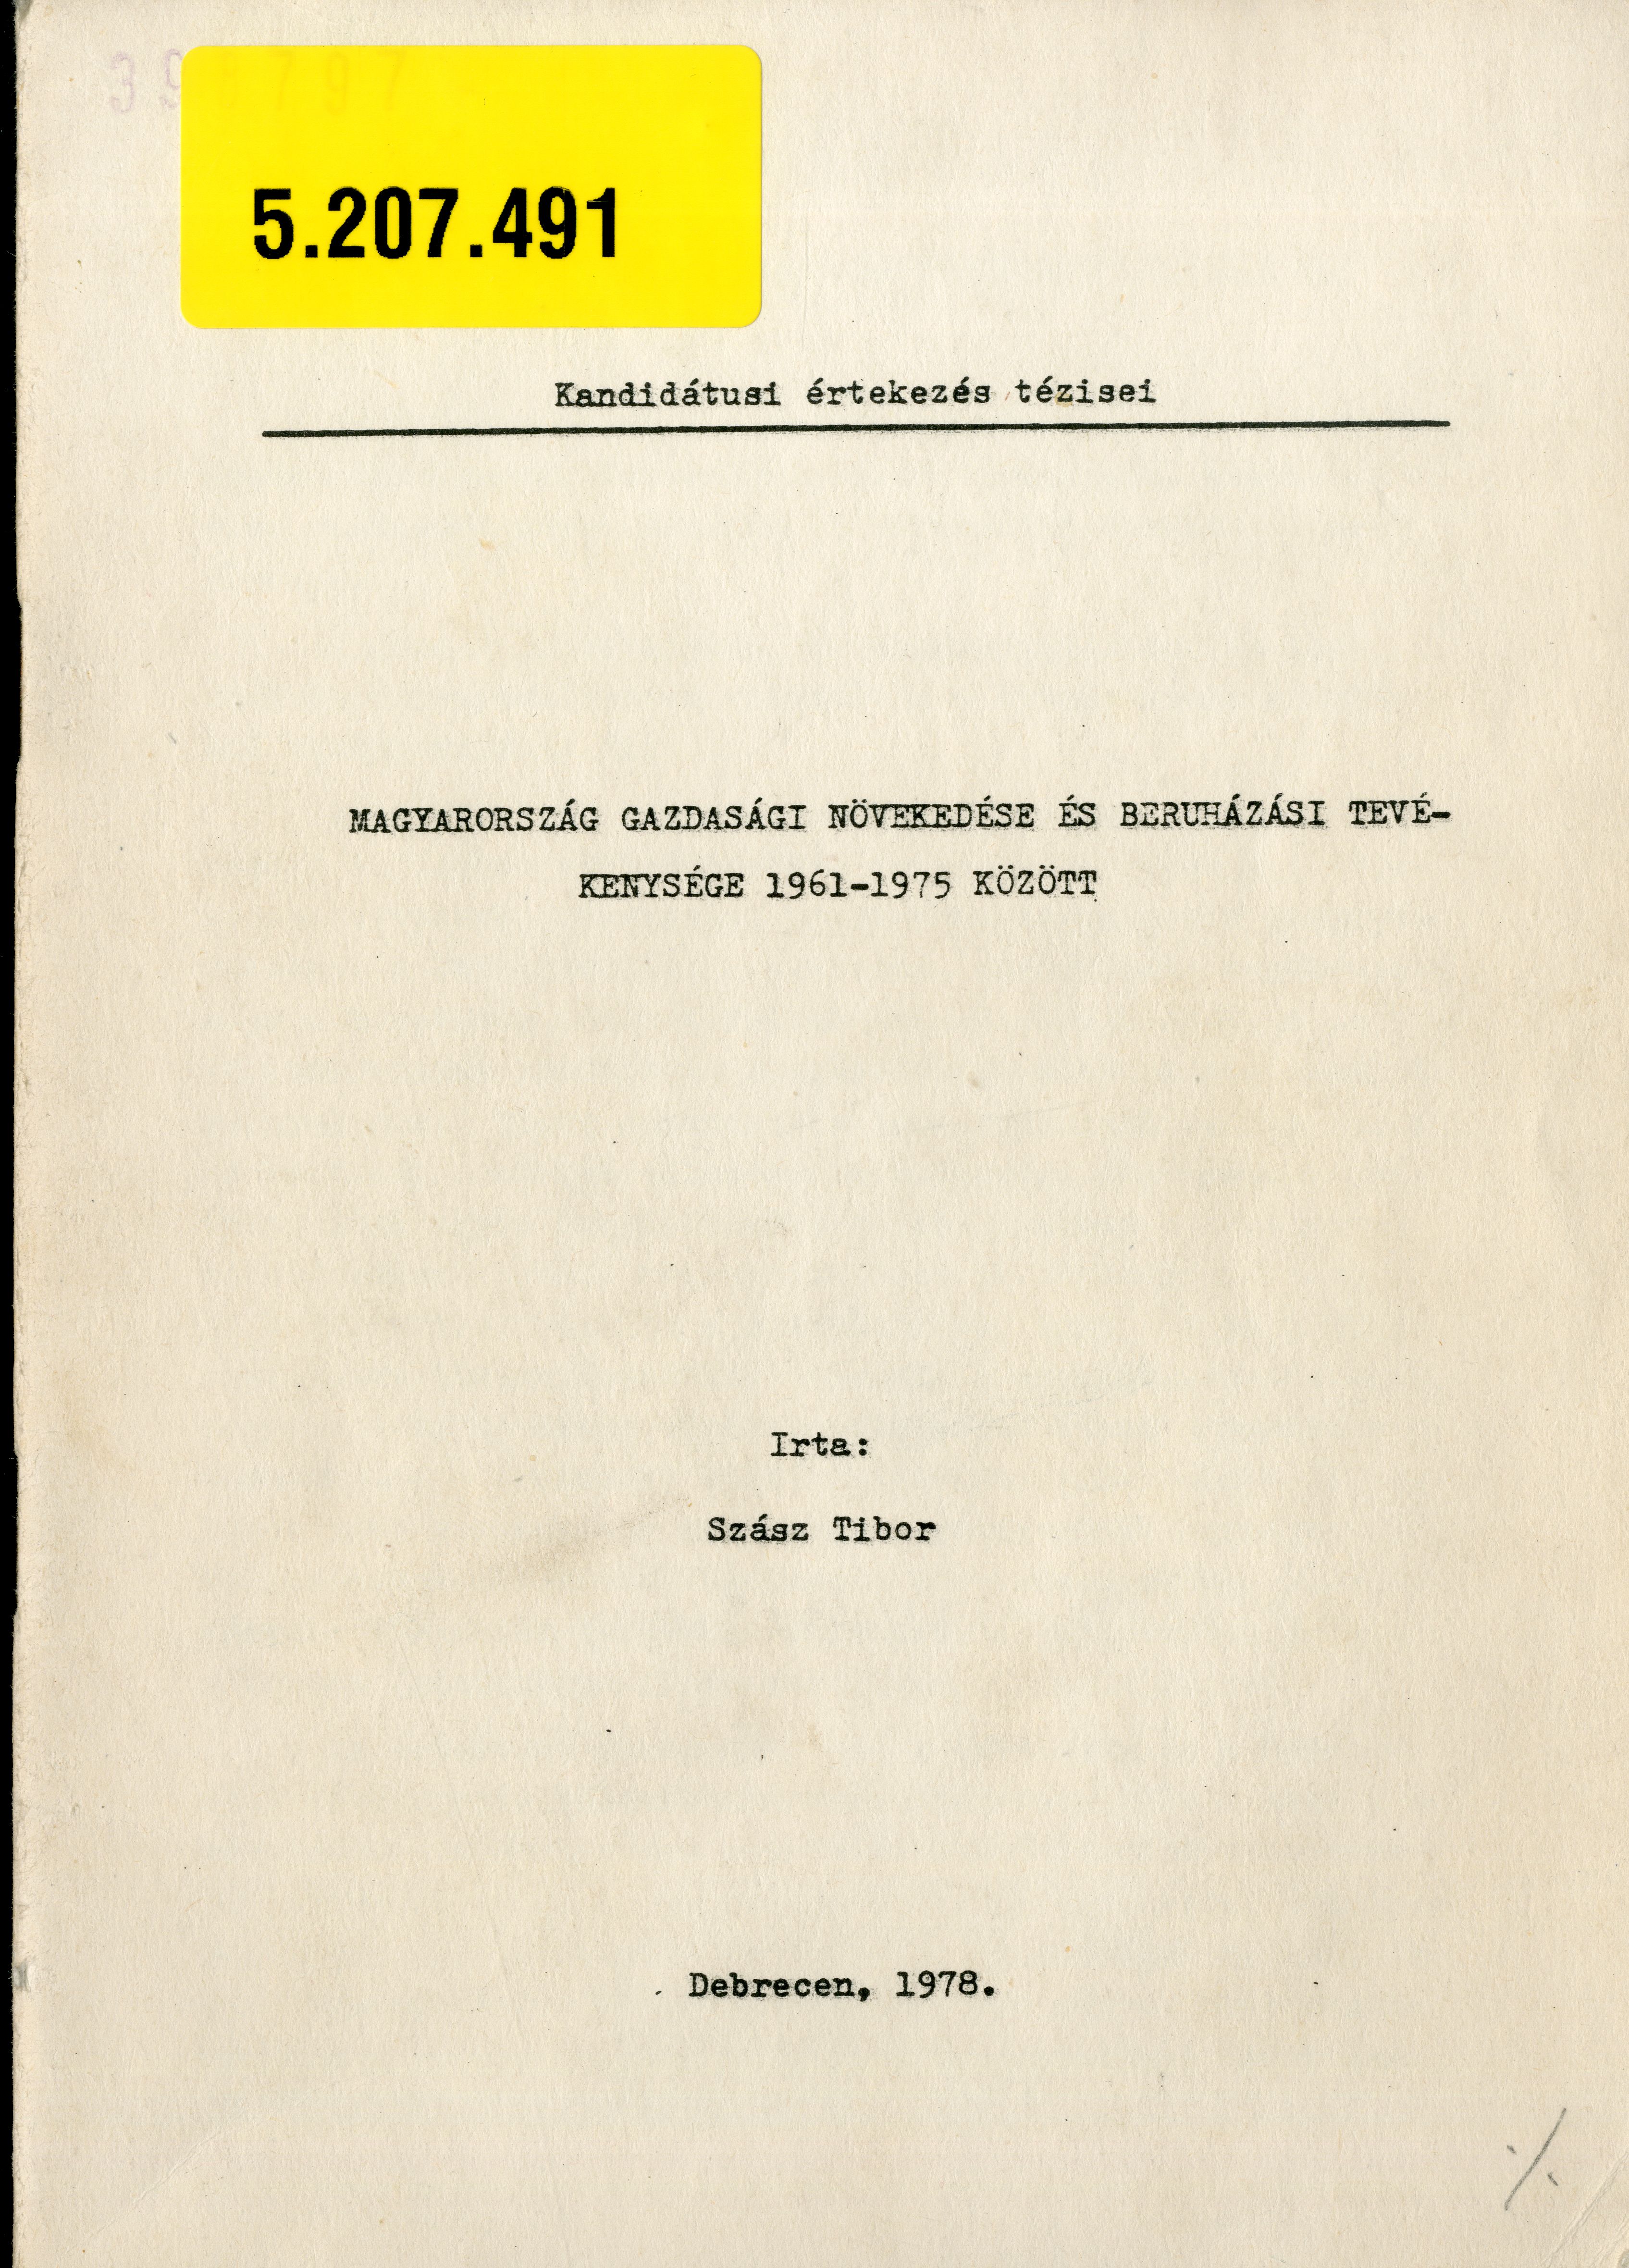 5.207.491
Kandidátusi értekezés tézisei
MAGYARORSZÁG GAZDASÁGI NÖVEKEDÉSE ÉS BERUHÁZÁSI TEVÉ-
KENYSÉGE 1961-1975 KÖZÖTT
Irta:
Szász Tibor
Debrecen, 1978.